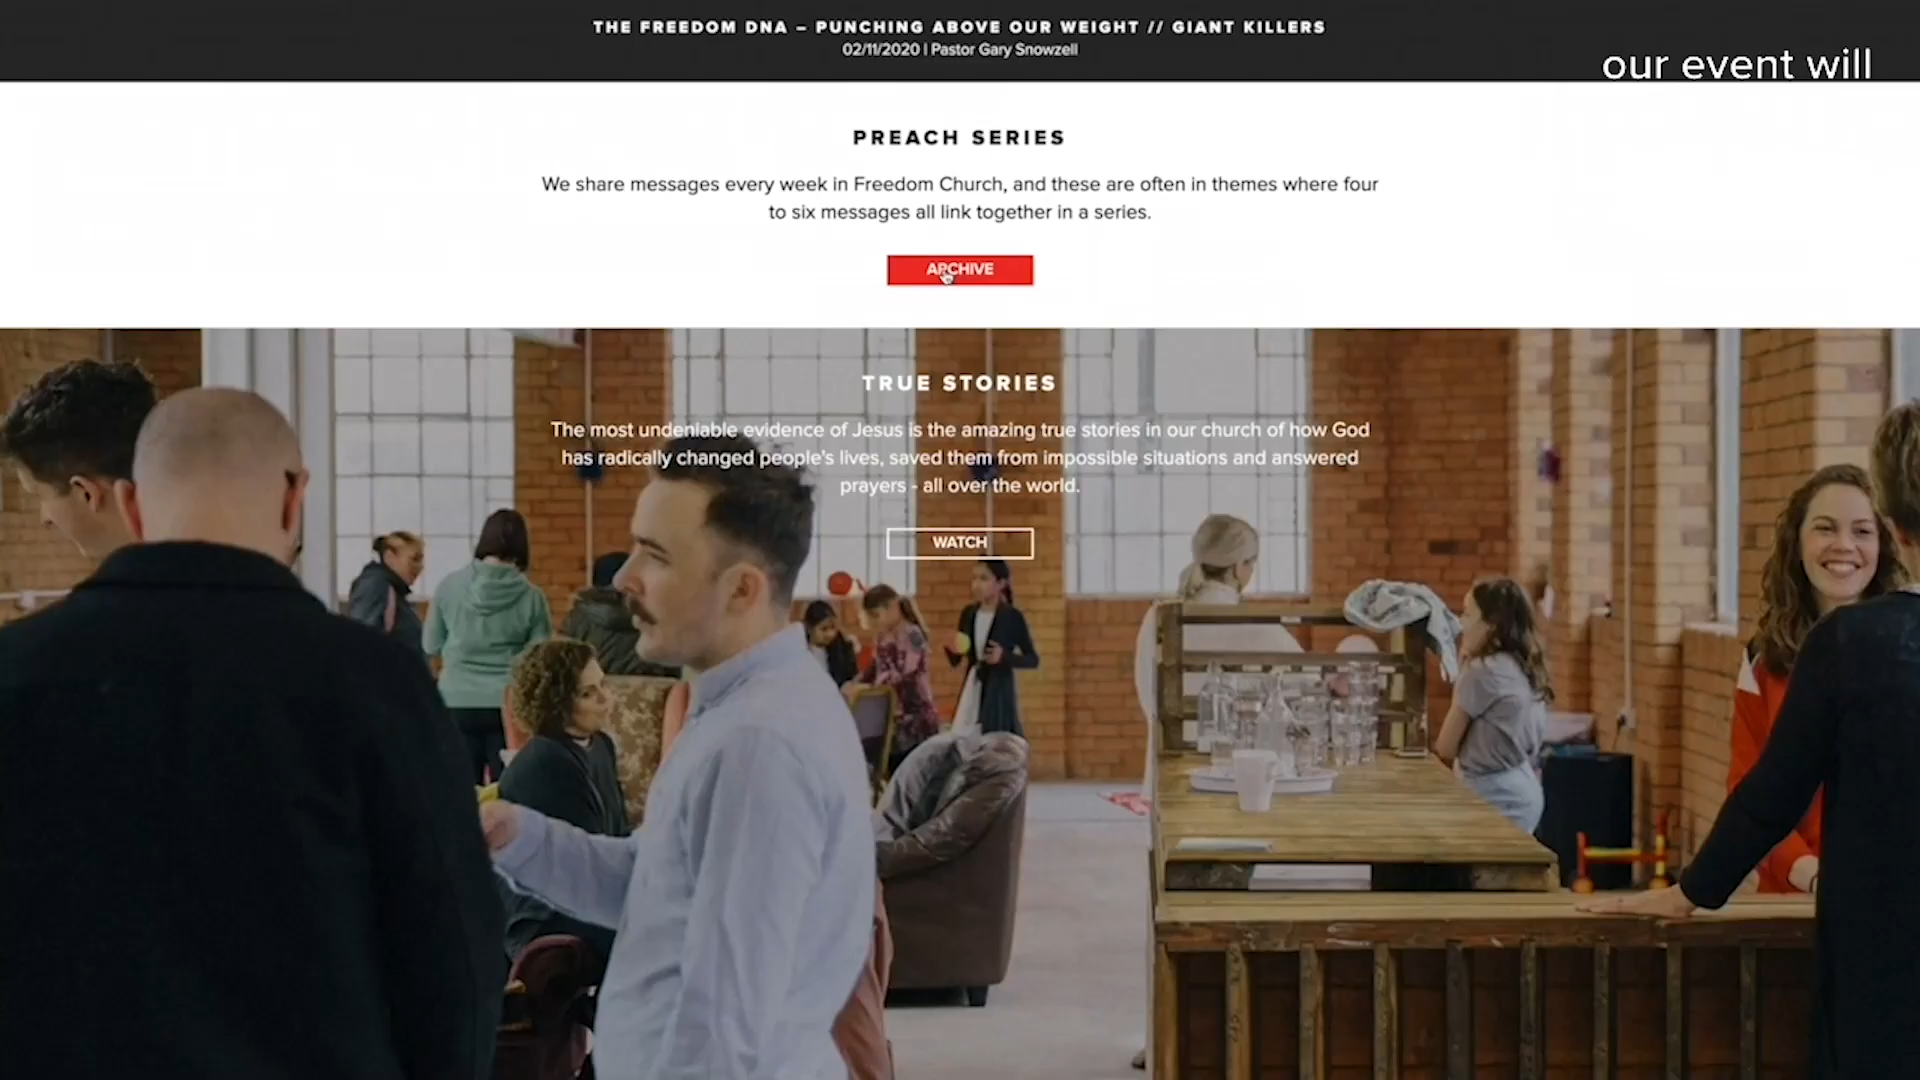 THE FREEDOM DNA – PUNCHING ABOVE OUR WEIGHT // GIANT KILLERS
02/11/2020 | Pastor Gary Snowzell
our event will
PREACH SERIES
We share messages every week in Freedom Church, and these are often in themes where four
to six messages all link together in a series.
ARCHIVE
TRUE STORIES
The most undeniable evidence of Jesus is the amazing true stories in our church of how God
has radically changed people's lives, saved them from impossible situations and answered
prayers - all over the world.
WATCH